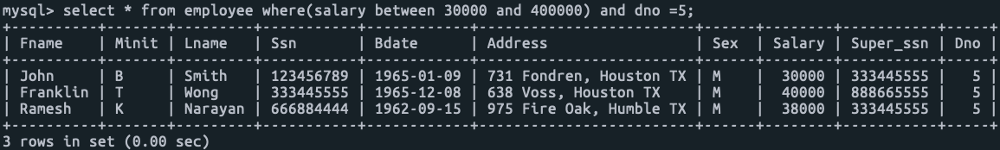 mysql> select * from employee where(salary between 30000 and 400000) and dno =5;
+----------+-------+---------+-----------+------------+-------------------------+------+--------+-----------+-----+
| Fname    | Minit | Lname   | Ssn       | Bdate      | Address                 | Sex  | Salary | Super_ssn | Dno |
+----------+-------+---------+-----------+------------+-------------------------+------+--------+-----------+-----+
| John     | B     | Smith   | 123456789 | 1965-01-09 | 731 Fondren, Houston TX | M    |  30000 | 333445555 |   5 |
| Franklin | T     | Wong    | 333445555 | 1965-12-08 | 638 Voss, Houston TX    | M    |  40000 | 888665555 |   5 |
| Ramesh   | K     | Narayan | 666884444 | 1962-09-15 | 975 Fire Oak, Humble TX | M    |  38000 | 333445555 |   5 |
+----------+-------+---------+-----------+------------+-------------------------+------+--------+-----------+-----+
3 rows in set (0.00 sec)